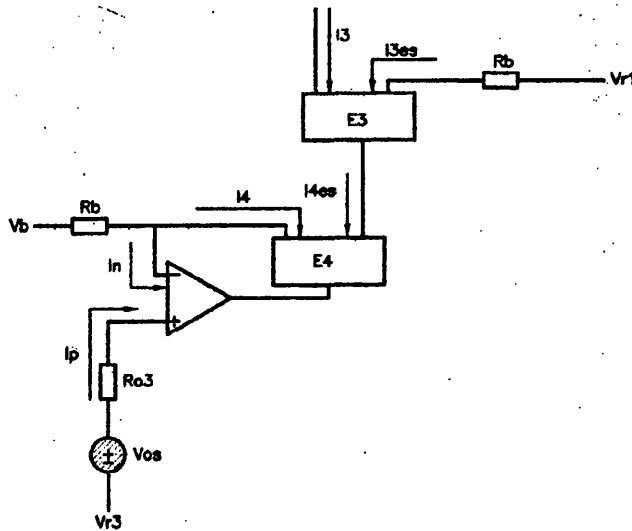 I3
I3es
Rb
Vr1
E3
I4
I4es
Rb
Vb
E4
In
−
+
Ip
Ro3
±
Vos
Vr3